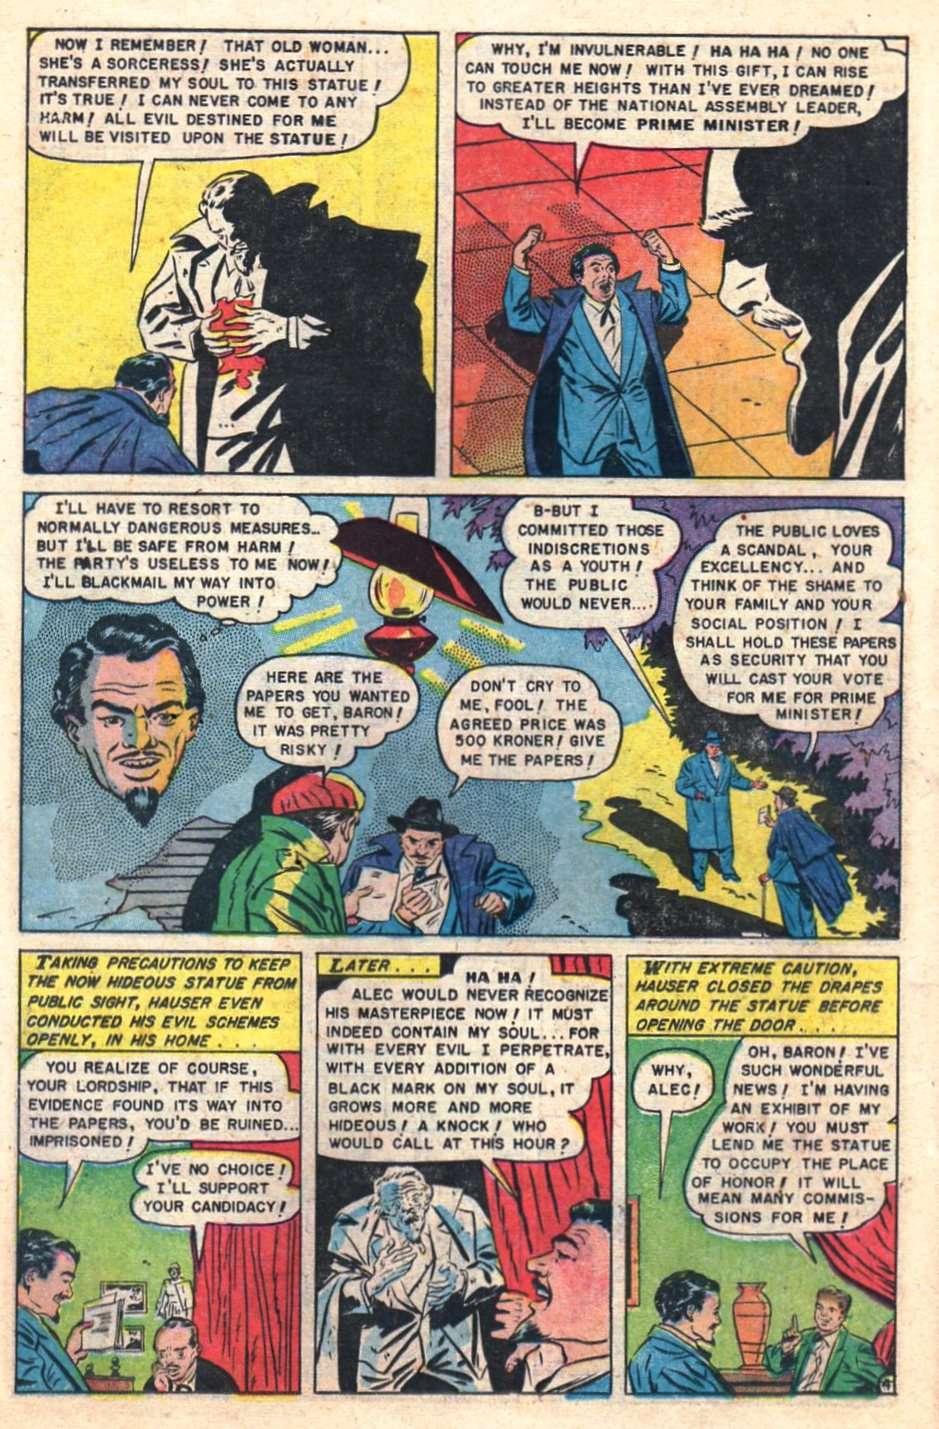 NOW I REMEMBER! THAT OLD WOMAN...
SHE'S A SORCERESS! SHE'S ACTUALLY
TRANSFERRED MY SOUL TO THIS STATUE!
IT'S TRUE! I CAN NEVER COME TO ANY
HARM! ALL EVIL DESTINED FOR ME
WILL BE VISITED UPON THE STATUE!
WHY, I'M INVULNERABLE! HA HA HA! NO ONE
CAN TOUCH ME NOW! WITH THIS GIFT, I CAN RISE
TO GREATER HEIGHTS THAN I'VE EVER DREAMED!
INSTEAD OF THE NATIONAL ASSEMBLY LEADER,
I'LL BECOME PRIME MINISTER!
I'LL HAVE TO RESORT TO
NORMALLY DANGEROUS MEASURES...
BUT I'LL BE SAFE FROM HARM!
THE PARTY'S USELESS TO ME NOW!
I'LL BLACKMAIL MY WAY INTO
POWER!
HERE ARE THE
PAPERS YOU WANTED
ME TO GET, BARON!
IT WAS PRETTY
RISKY!
DON'T CRY TO
ME, FOOL! THE
AGREED PRICE WAS
500 KRONER! GIVE
ME THE PAPERS!
B-BUT I
COMMITTED THOSE
INDISCRETIONS
AS A YOUTH!
THE PUBLIC
WOULD NEVER....
THE PUBLIC LOVES
A SCANDAL, YOUR
EXCELLENCY... AND
THINK OF THE SHAME TO
YOUR FAMILY AND YOUR
SOCIAL POSITION! I
SHALL HOLD THESE PAPERS
AS SECURITY THAT YOU
WILL CAST YOUR VOTE
FOR ME FOR PRIME
MINISTER!
TAKING PRECAUTIONS TO KEEP
THE NOW HIDEOUS STATUE FROM
PUBLIC SIGHT, HAUSER EVEN
CONDUCTED HIS EVIL SCHEMES
OPENLY, IN HIS HOME . . .
YOU REALIZE OF COURSE,
YOUR LORDSHIP, THAT IF THIS
EVIDENCE FOUND ITS WAY INTO
THE PAPERS, YOU'D BE RUINED...
IMPRISONED!
I'VE NO CHOICE!
I'LL SUPPORT
YOUR CANDIDACY!
LATER . . .
HA HA!
ALEC WOULD NEVER RECOGNIZE
HIS MASTERPIECE NOW! IT MUST
INDEED CONTAIN MY SOUL...FOR
WITH EVERY EVIL I PERPETRATE,
WITH EVERY ADDITION OF A
BLACK MARK ON MY SOUL, IT
GROWS MORE AND MORE
HIDEOUS! A KNOCK! WHO
WOULD CALL AT THIS HOUR?
WITH EXTREME CAUTION,
HAUSER CLOSED THE DRAPES
AROUND THE STATUE BEFORE
OPENING THE DOOR . . . .
WHY,
ALEC!
OH, BARON! I'VE
SUCH WONDERFUL
NEWS! I'M HAVING
AN EXHIBIT OF MY
WORK! YOU MUST
LEND ME THE STATUE
TO OCCUPY THE PLACE
OF HONOR! IT WILL
MEAN MANY COMMIS-
SIONS FOR ME!
4